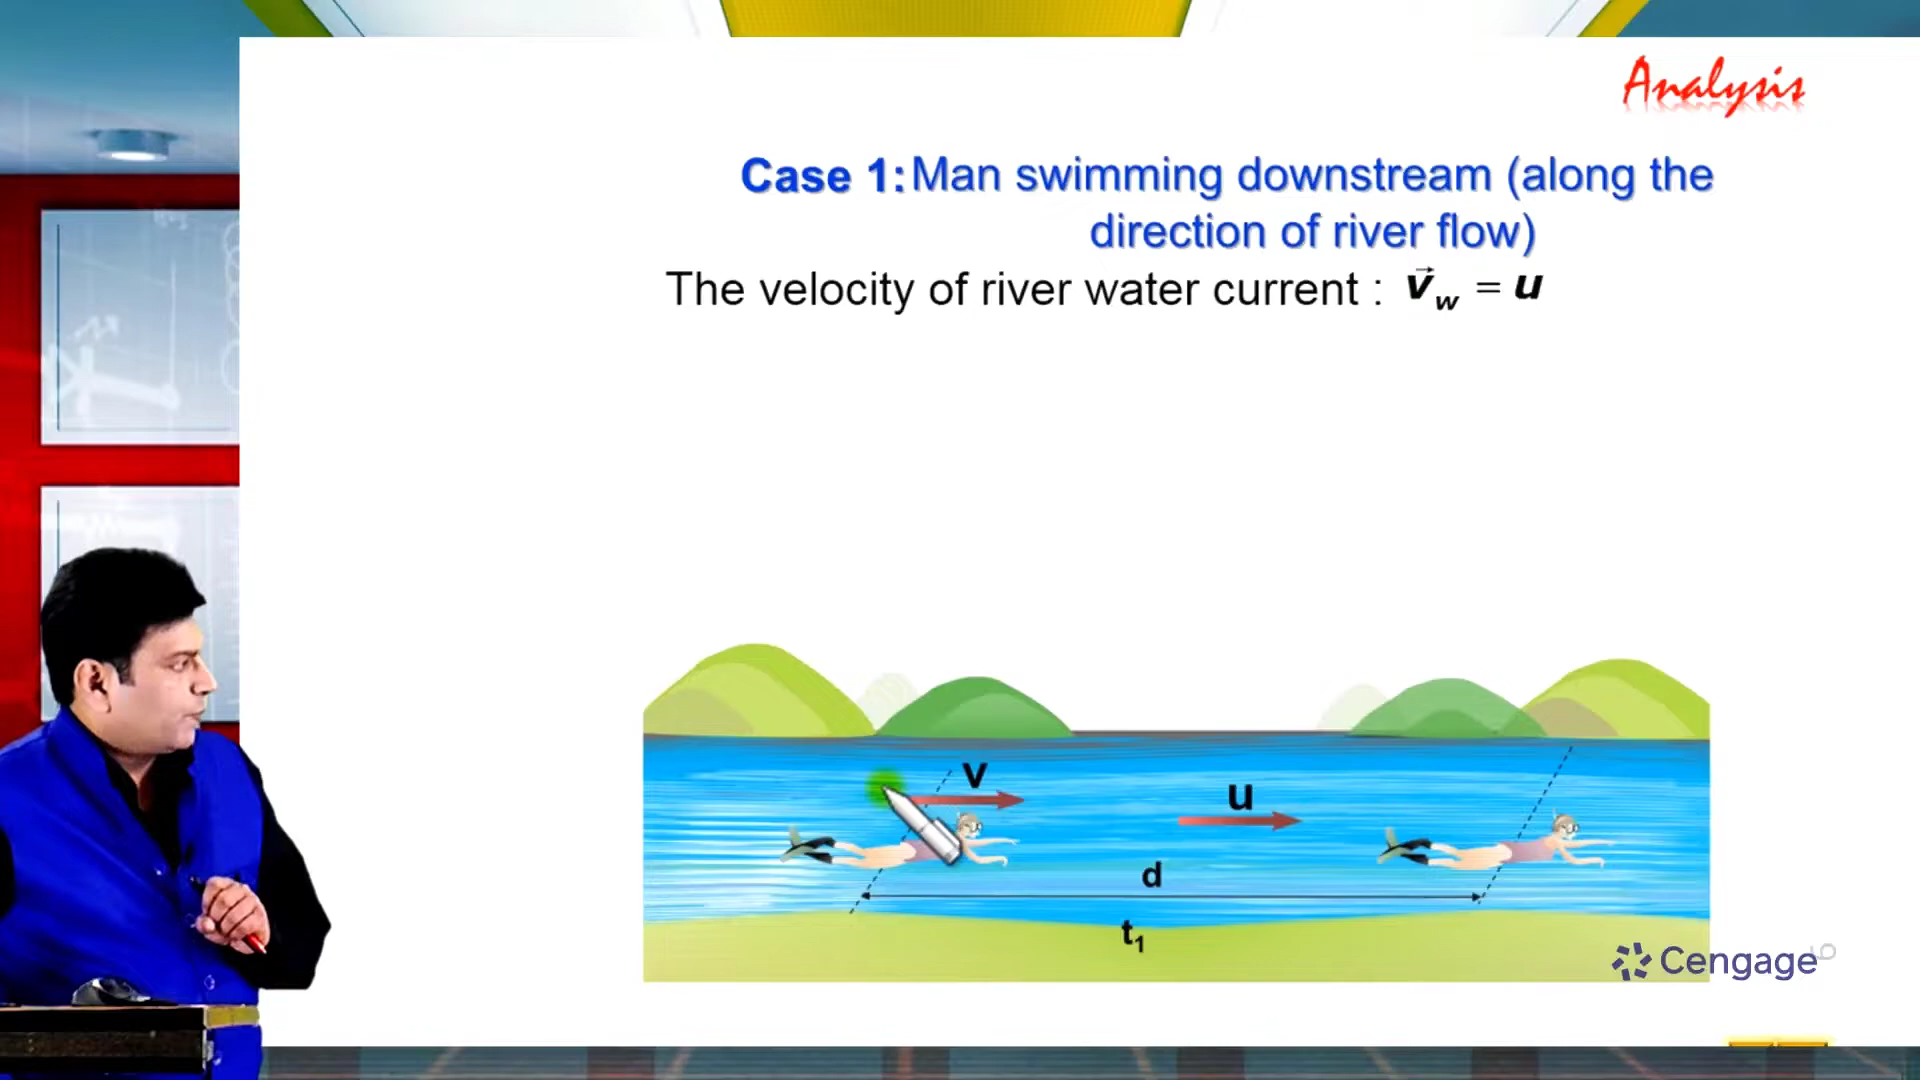 Analysis
Case 1: Man swimming downstream (along the
direction of river flow)
The velocity of river water current : v⃗w = u
v
u
d
t1
Cengage